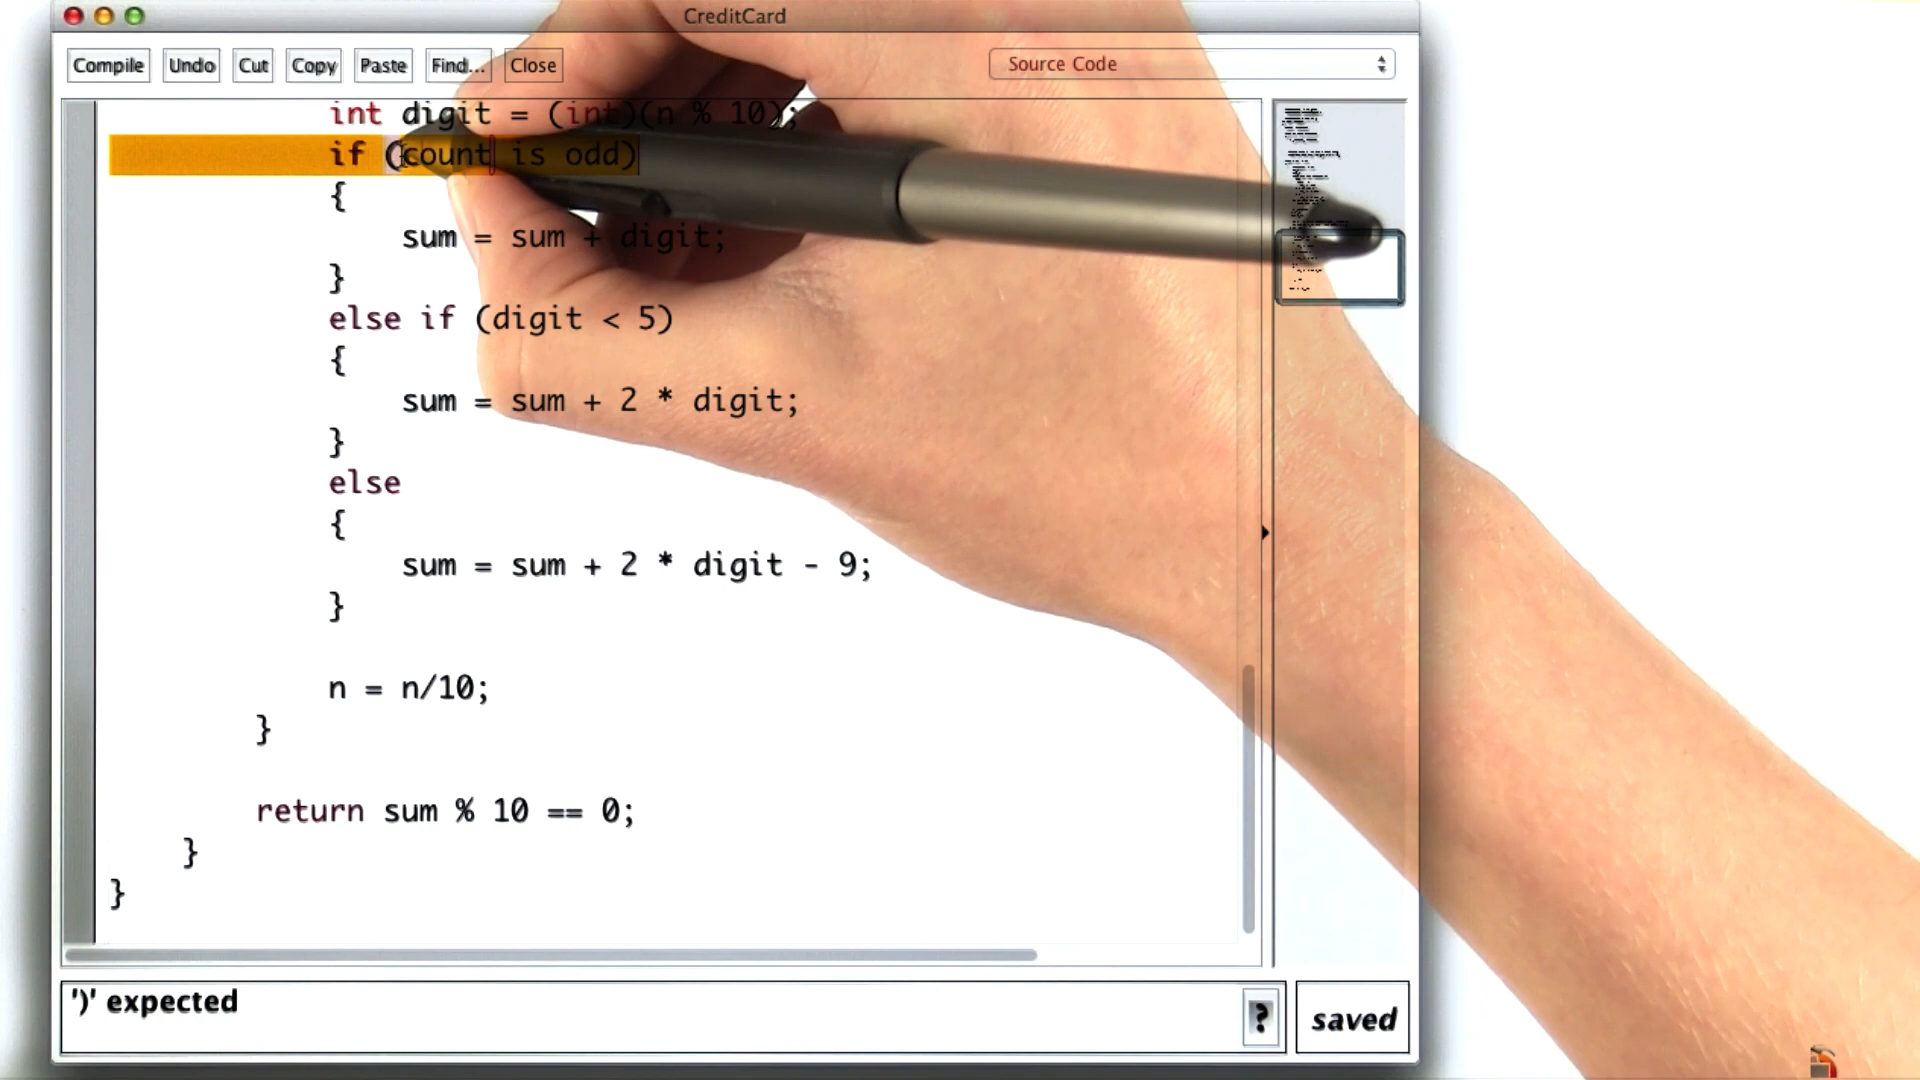 CreditCard
Compile Undo Cut Copy Paste Find... Close Source Code
int digit = (int)(n % 10);
if (count is odd)
{
sum = sum + digit;
}
else if (digit < 5)
{
sum = sum + 2 * digit;
}
else
{
sum = sum + 2 * digit - 9;
}
n = n/10;
}
return sum % 10 == 0;
}
}
')' expected
?
saved